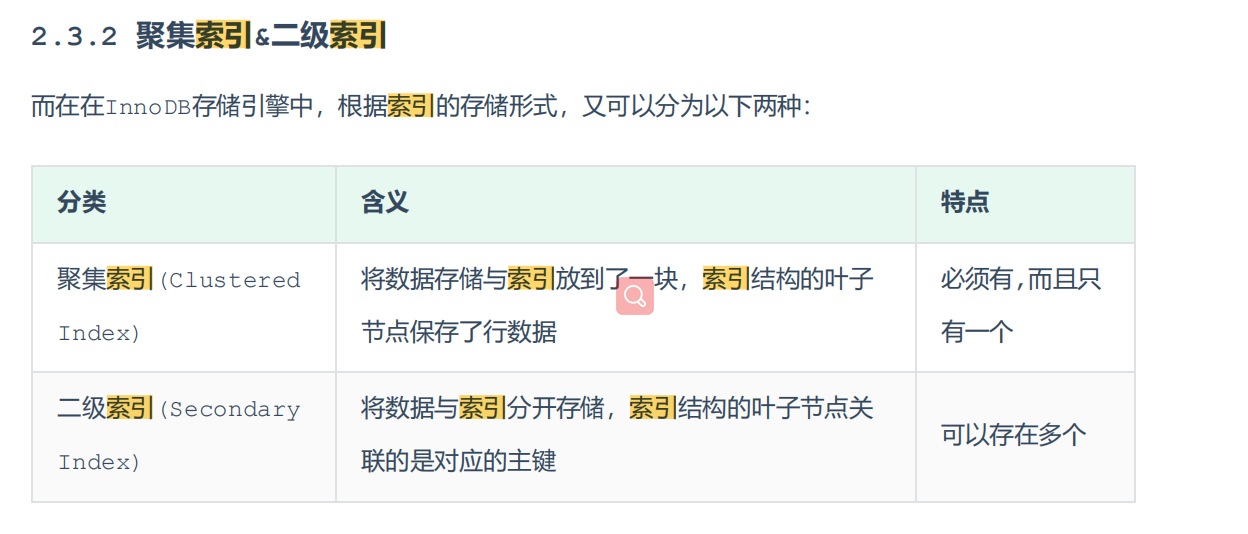 2.3.2 聚集索引&二级索引
而在在InnoDB存储引擎中，根据索引的存储形式，又可以分为以下两种：
分类 含义 特点
聚集索引(Clustered
Index)
将数据存储与索引放到了一块，索引结构的叶子
节点保存了行数据
必须有,而且只
有一个
二级索引(Secondary
Index)
将数据与索引分开存储，索引结构的叶子节点关
联的是对应的主键
可以存在多个